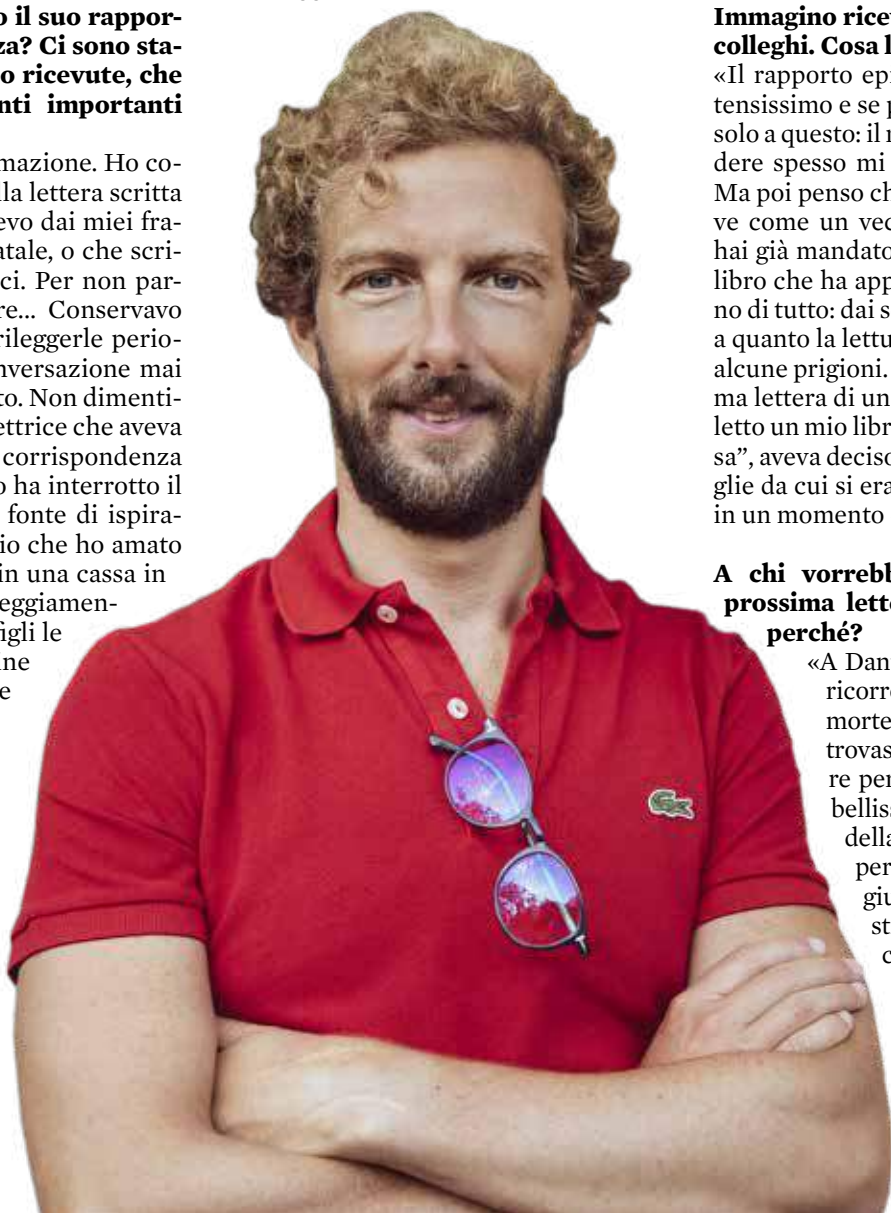 o il suo rappor-
za? Ci sono sta-
o ricevute, che
nti importanti
mazione. Ho co-
lla lettera scritta
evo dai miei fra-
atale, o che scri-
ci. Per non par-
re... Conservavo
rileggerle perio-
nversazione mai
to. Non dimenti-
ettrice che aveva
corrispondenza
o ha interrotto il
fonte di ispira-
io che ho amato
in una cassa in
eggiamen-
figli le
ine
e
Immagino ricev
colleghi. Cosa l
«Il rapporto epi
tensissimo e se p
solo a questo: il r
dere spesso mi
Ma poi penso ch
ve come un vec
hai già mandato
libro che ha app
no di tutto: dai s
a quanto la lettu
alcune prigioni.
ma lettera di un
letto un mio libr
sa”, aveva deciso
glie da cui si era
in un momento
A chi vorrebb
prossima lette
perché?
«A Dan
ricorre
morte
trovas
re per
bellis
della
per
giu
st
c